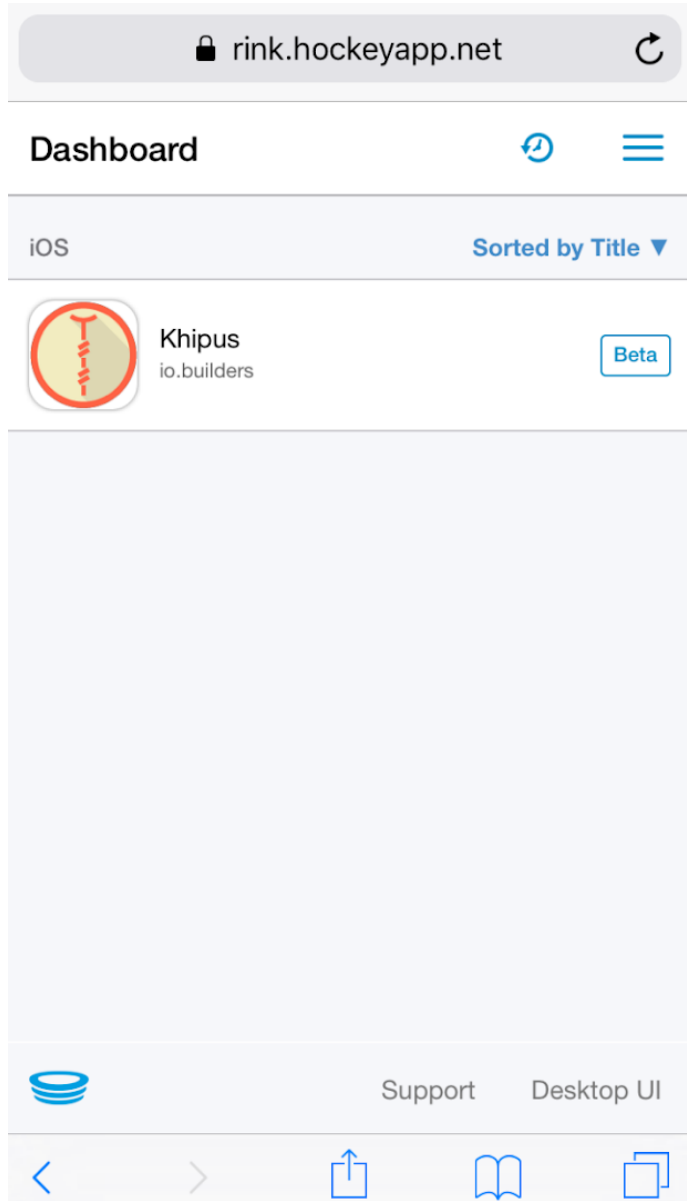 rink.hockeyapp.net
Dashboard
iOS Sorted by Title ▼
Khipus
io.builders
Beta
Support Desktop UI